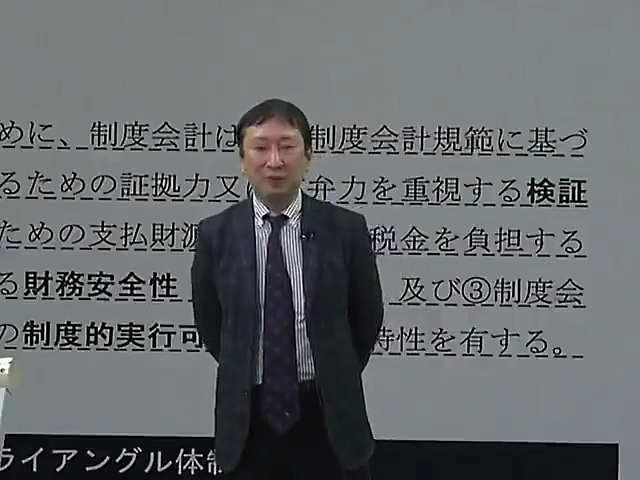 めに、制度会計は 制度会計規範に基づ
るための証拠力又は 弁力を重視する検証
ための支払財源 税金を負担する
る財務安全性 及び③制度会
の制度的実行可 特性を有する。
ライアングル体制